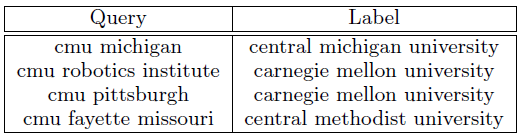 Query Label
cmu michigan central michigan university
cmu robotics institute carnegie mellon university
cmu pittsburgh carnegie mellon university
cmu fayette missouri central methodist university